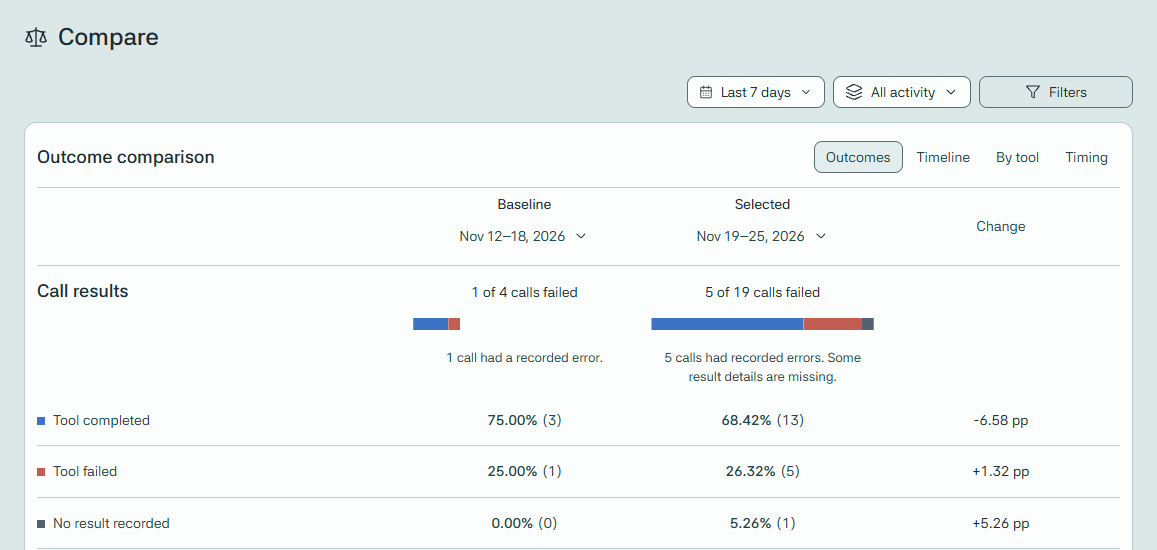 Compare
Last 7 days
All activity
Filters
Outcome comparison
Outcomes
Timeline
By tool
Timing
Baseline
Selected
Change
Nov 12–18, 2026
Nov 19–25, 2026
Call results
1 of 4 calls failed
5 of 19 calls failed
1 call had a recorded error.
5 calls had recorded errors. Some
result details are missing.
Tool completed 75.00% (3) 68.42% (13) -6.58 pp
Tool failed 25.00% (1) 26.32% (5) +1.32 pp
No result recorded 0.00% (0) 5.26% (1) +5.26 pp